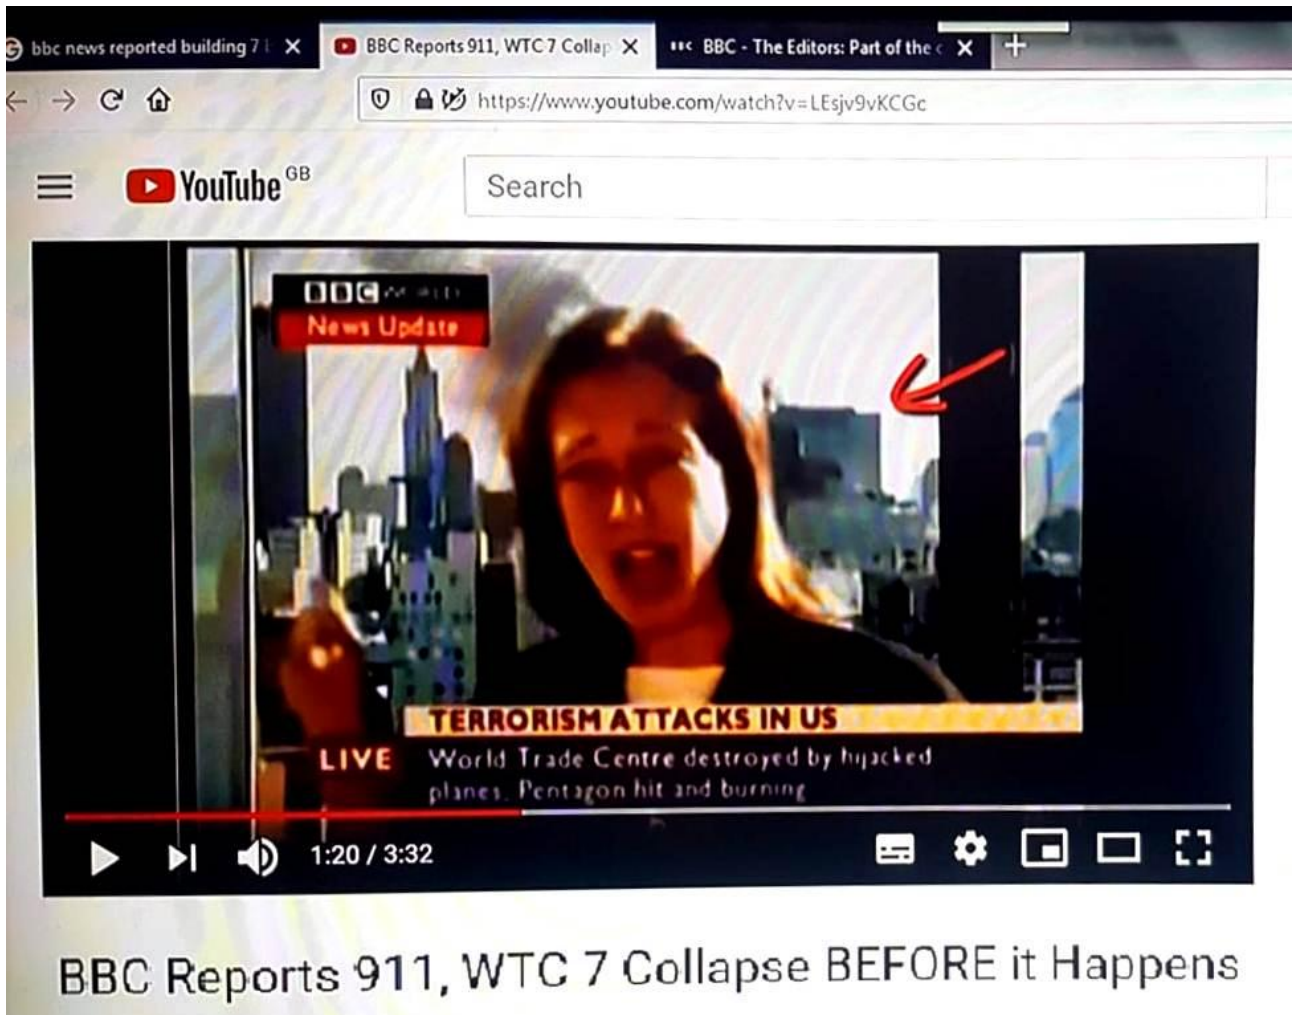 bbc news reported building 7
BBC Reports 911, WTC 7 Collap
BBC - The Editors: Part of the
https://www.youtube.com/watch?v=LEsjv9vKCGc
YouTube GB
Search
BBC WORLD
News Update
TERRORISM ATTACKS IN US
LIVE
World Trade Centre destroyed by hijacked
planes. Pentagon hit and burning
1:20 / 3:32
BBC Reports 911, WTC 7 Collapse BEFORE it Happens